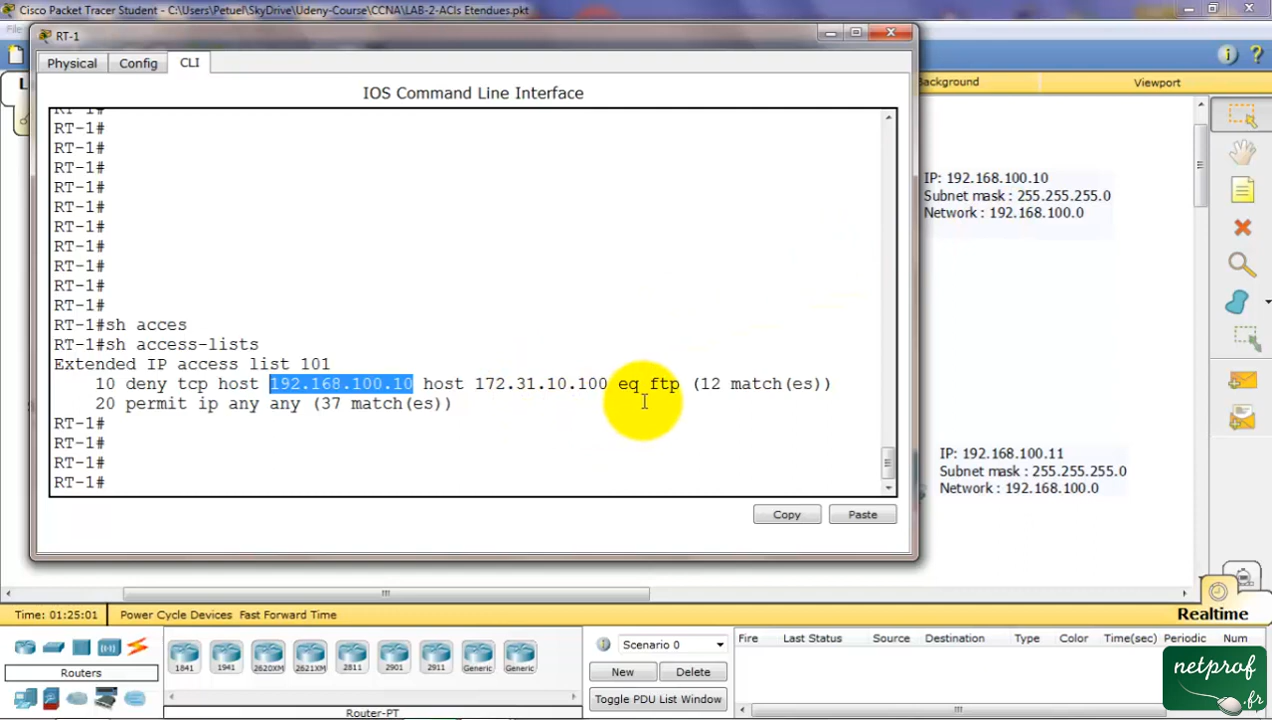 Cisco Packet Tracer Student - C:\Users\Petuel\SkyDrive\Udeny-Course\CCNA\LAB-2-ACls Etendues.pkt
RT-1
Physical Config CLI
IOS Command Line Interface
Background
Viewport
RT-1#
RT-1#
RT-1#
RT-1#
RT-1#
RT-1#
RT-1#
RT-1#
RT-1#
RT-1#
RT-1#
RT-1#sh acces
RT-1#sh access-lists
Extended IP access list 101
10 deny tcp host 192.168.100.10 host 172.31.10.100 eq ftp (12 match(es))
20 permit ip any any (37 match(es))
RT-1#
RT-1#
RT-1#
RT-1#
Copy Paste
IP: 192.168.100.10
Subnet mask : 255.255.255.0
Network : 192.168.100.0
IP: 192.168.100.11
Subnet mask : 255.255.255.0
Network : 192.168.100.0
Time: 01:25:01 Power Cycle Devices Fast Forward Time
Realtime
Routers
1841 1941 2620XM 2621XM 2811 2901 2911 Generic Generic
Router-PT
Scenario 0
New Delete
Toggle PDU List Window
Fire Last Status Source Destination Type Color Time(sec) Periodic Num
netprof
.fr